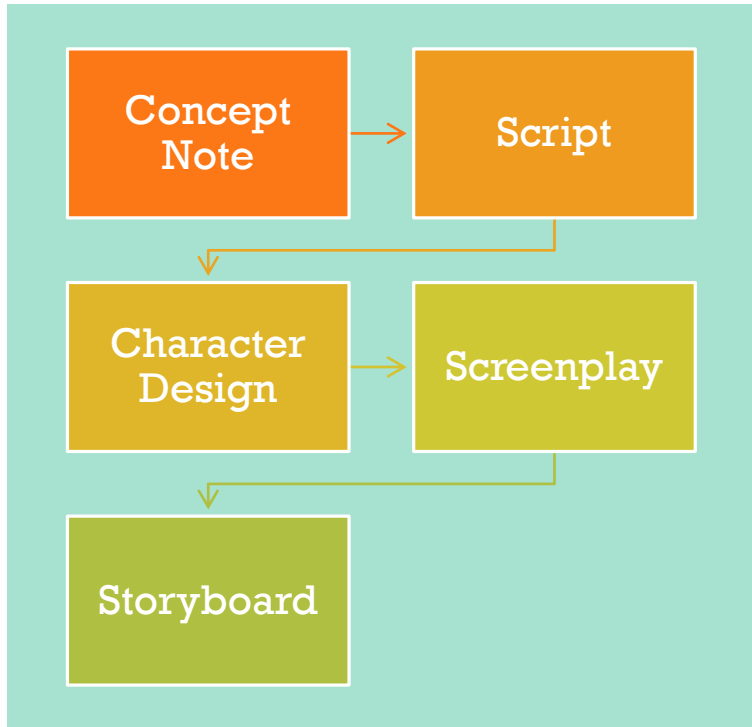 Concept
Note
Script
Character
Design
Screenplay
Storyboard